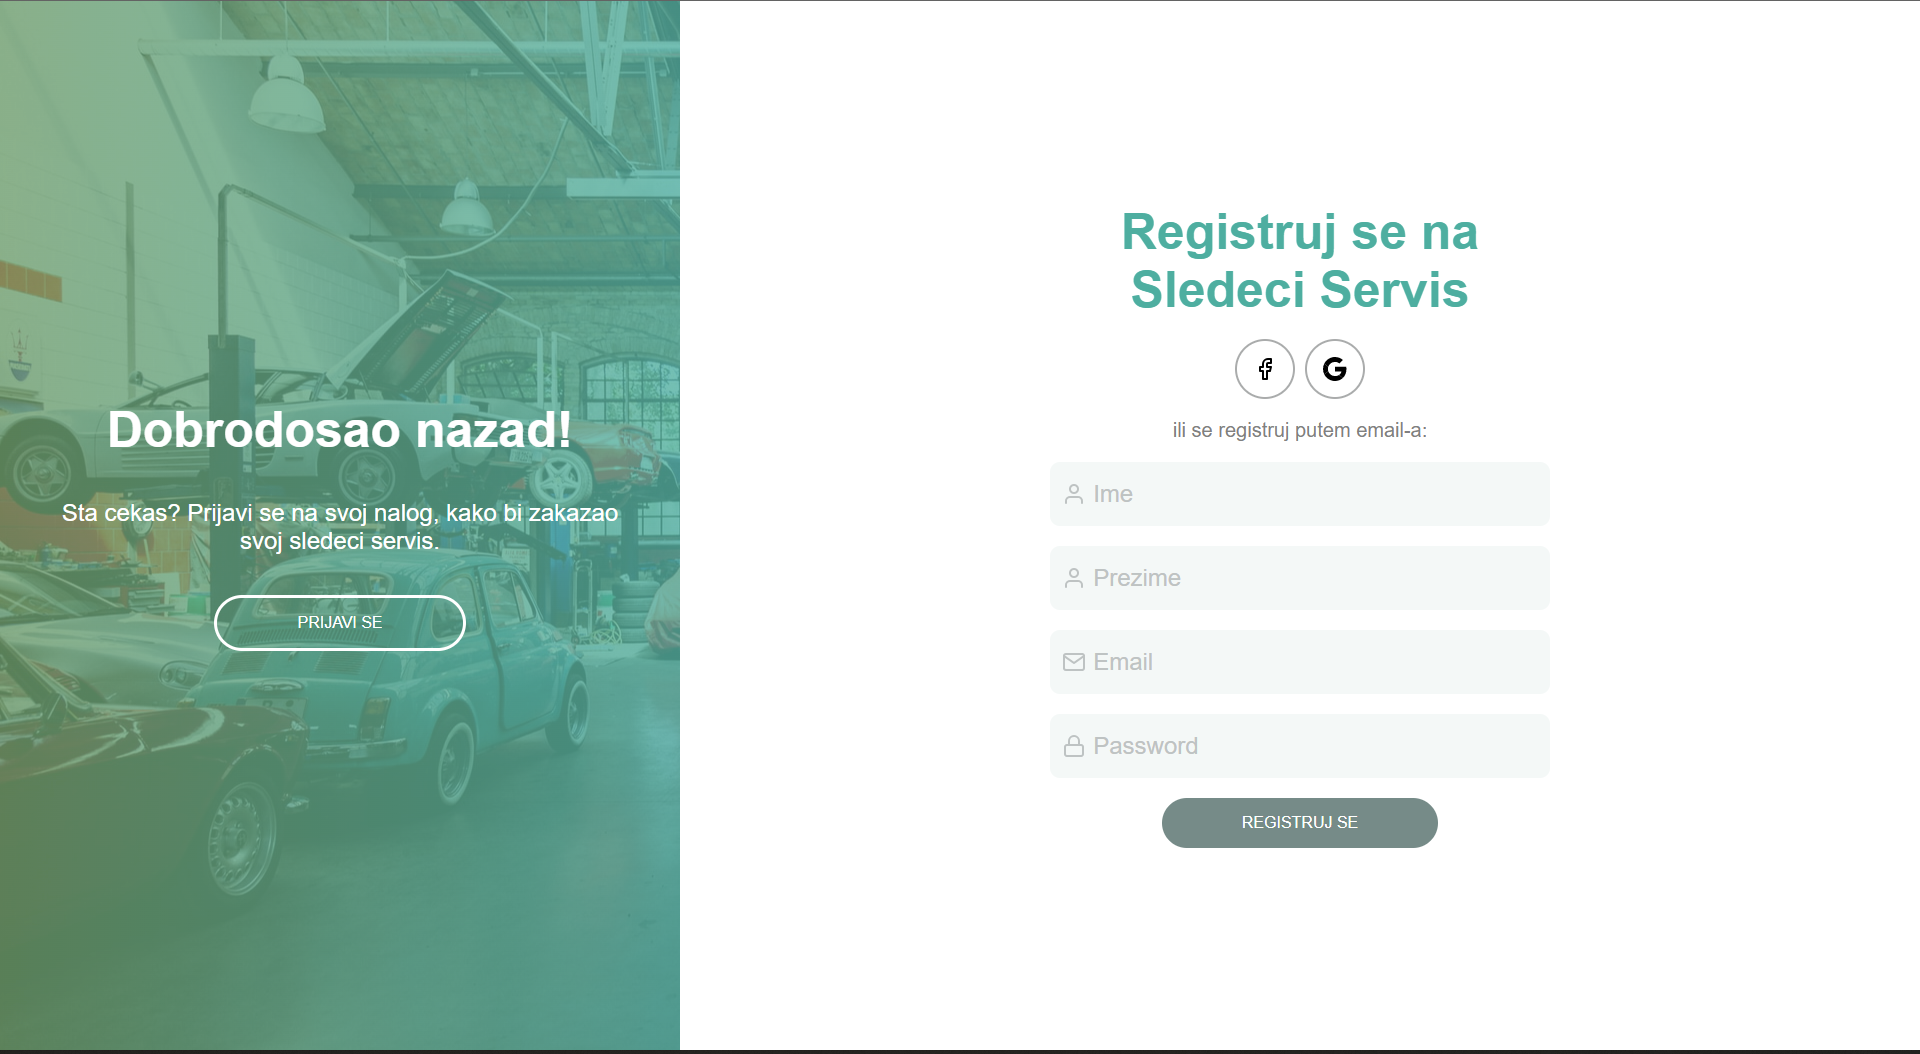 Dobrodosao nazad!
Sta cekas? Prijavi se na svoj nalog, kako bi zakazao
svoj sledeci servis.
PRIJAVI SE
Registruj se na
Sledeci Servis
ili se registruj putem email-a:
Ime
Prezime
Email
Password
REGISTRUJ SE